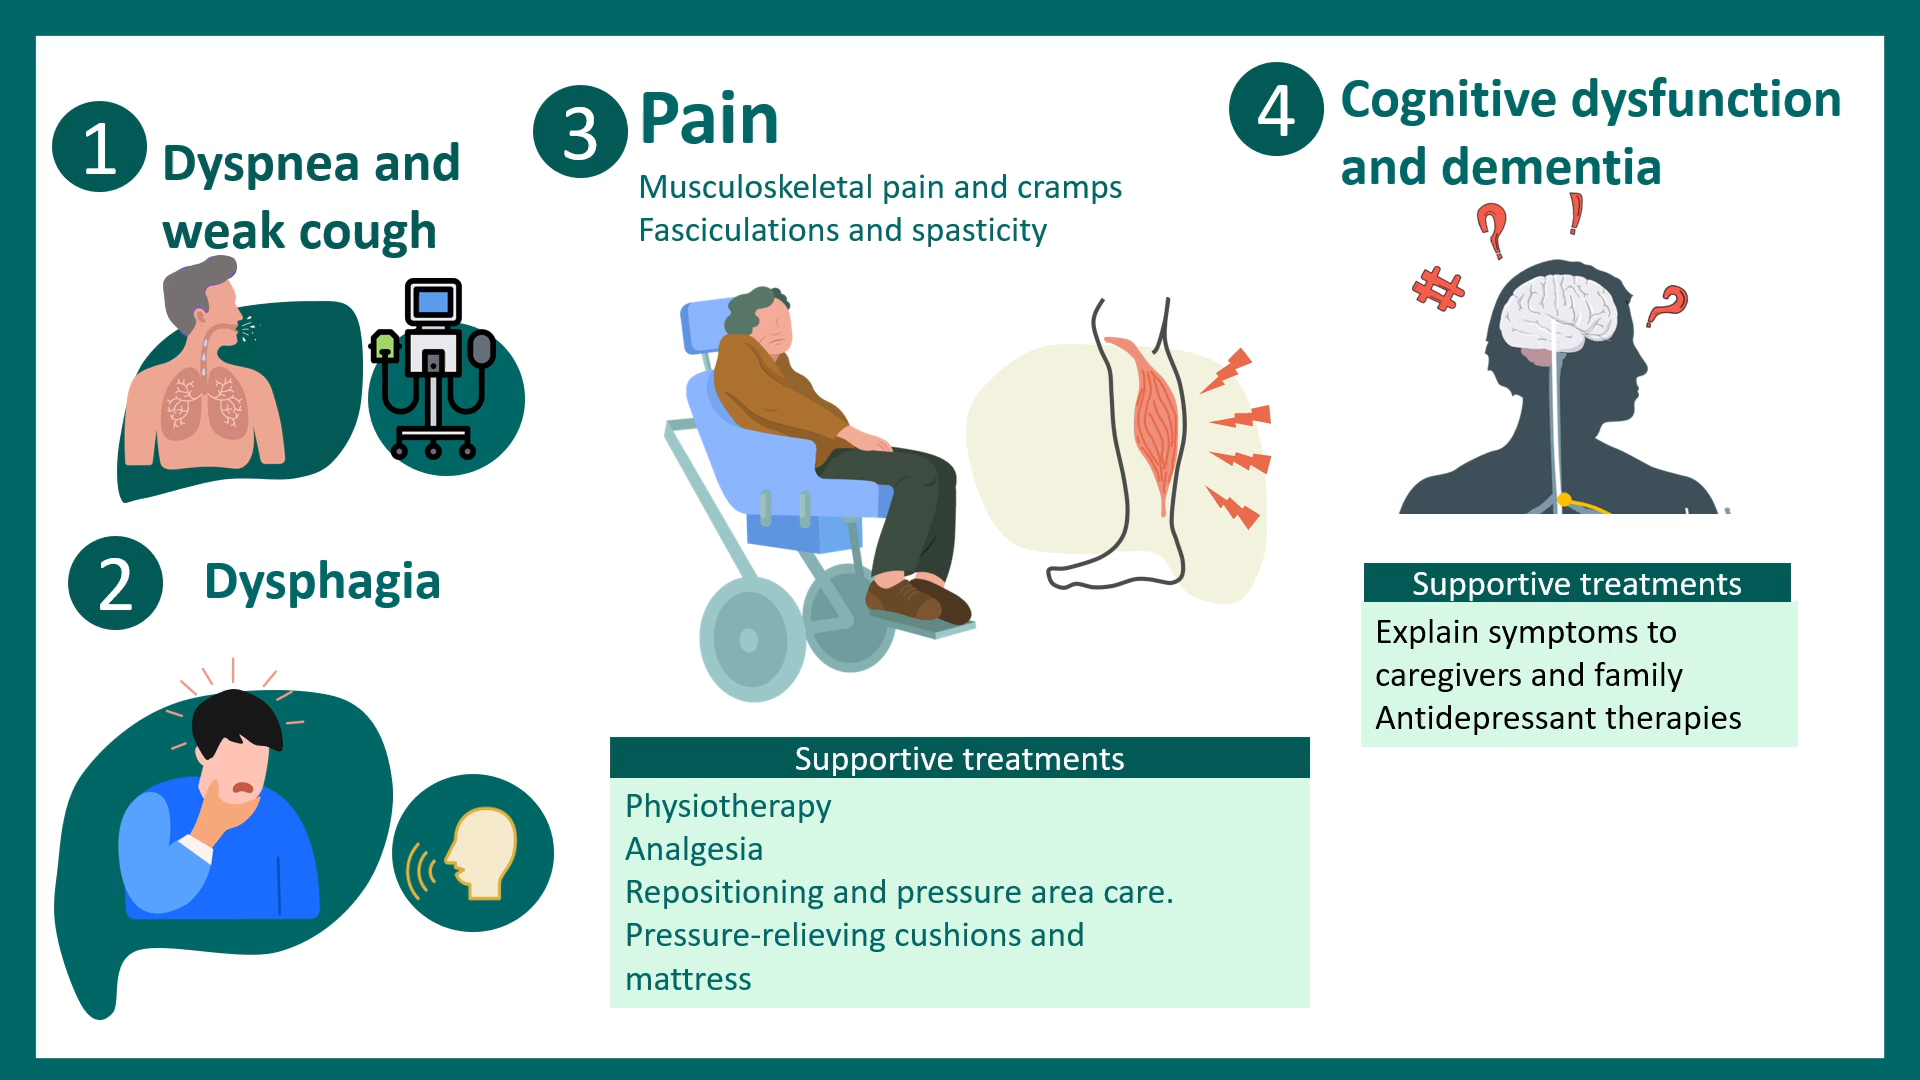 1
Dyspnea and
weak cough
2
Dysphagia
3
Pain
Musculoskeletal pain and cramps
Fasciculations and spasticity
Supportive treatments
Physiotherapy
Analgesia
Repositioning and pressure area care.
Pressure-relieving cushions and
mattress
4
Cognitive dysfunction
and dementia
# ? ! ?
Supportive treatments
Explain symptoms to
caregivers and family
Antidepressant therapies